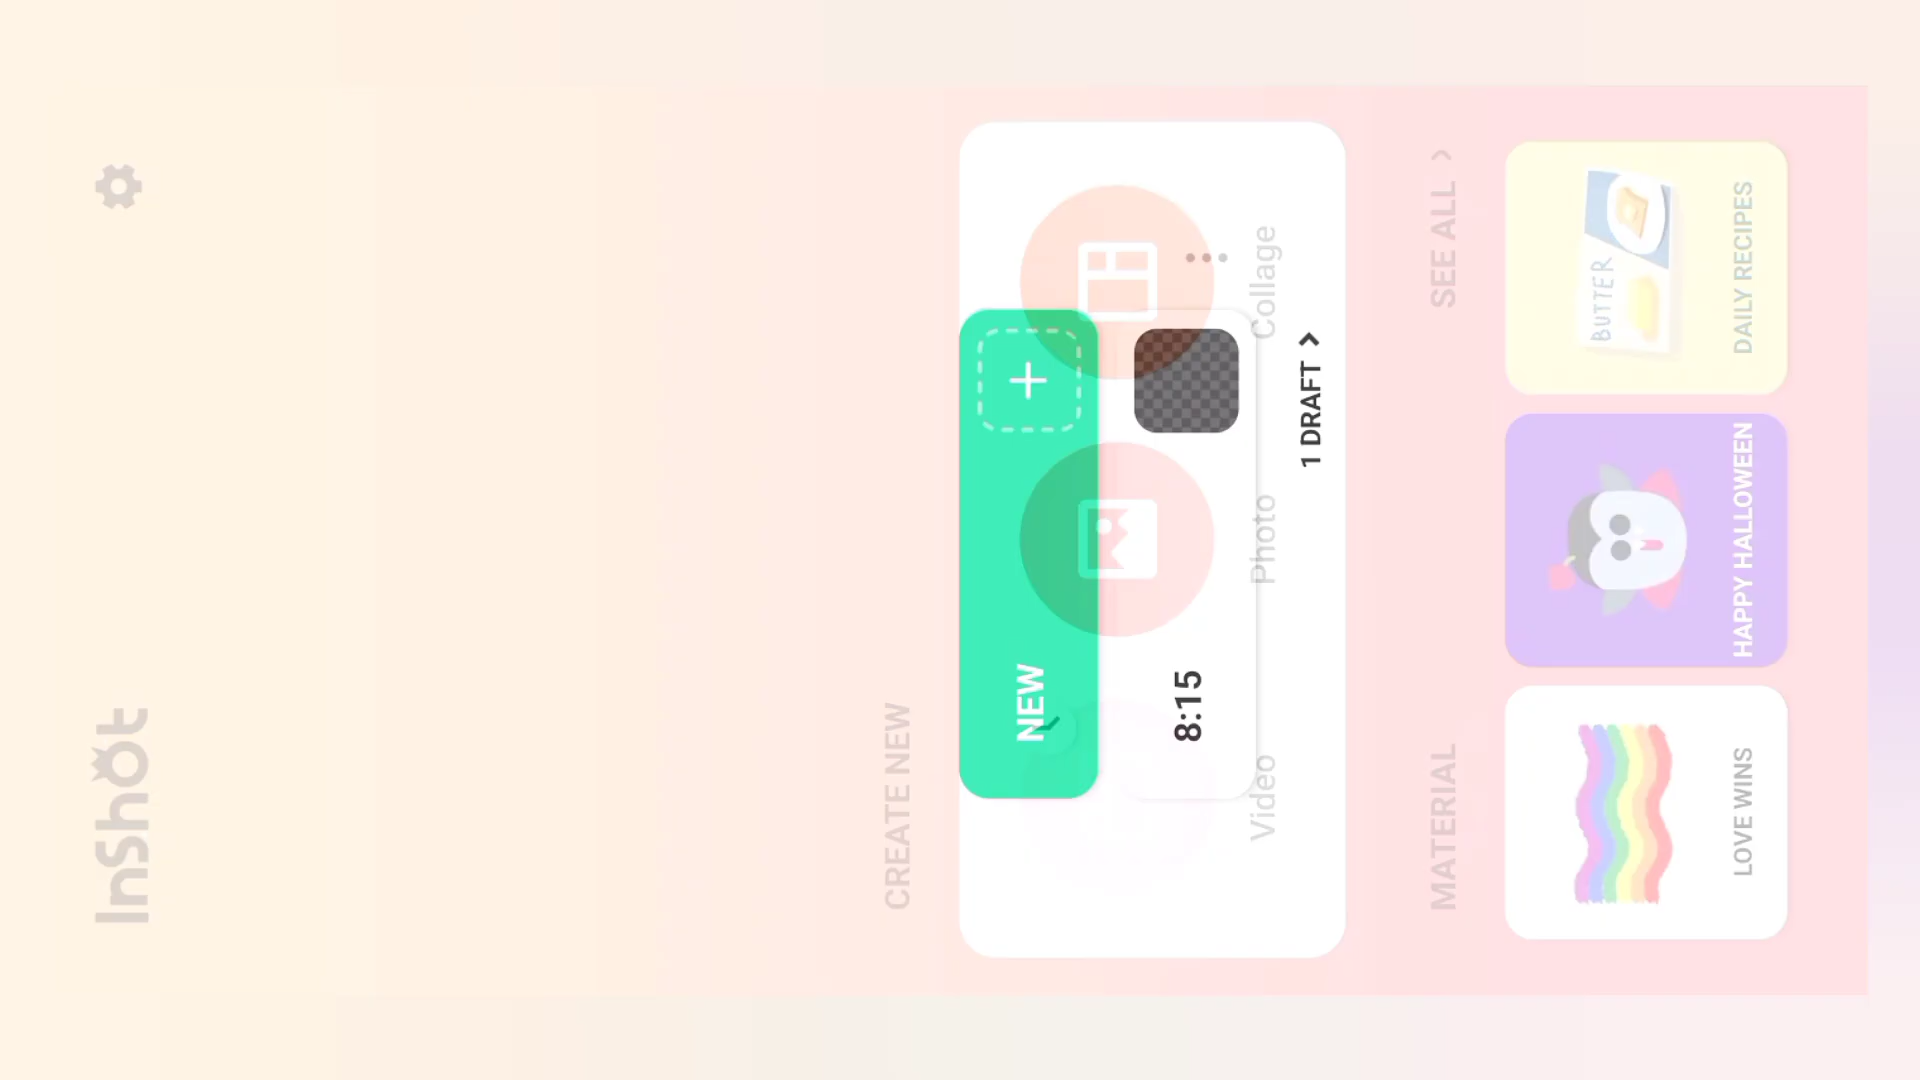 InShOt
CREATE NEW
Video
Photo
Collage
NEW
8:15
1 DRAFT
MATERIAL
SEE ALL
LOVE WINS
HAPPY HALLOWEEN
BUTTER
DAILY RECIPES